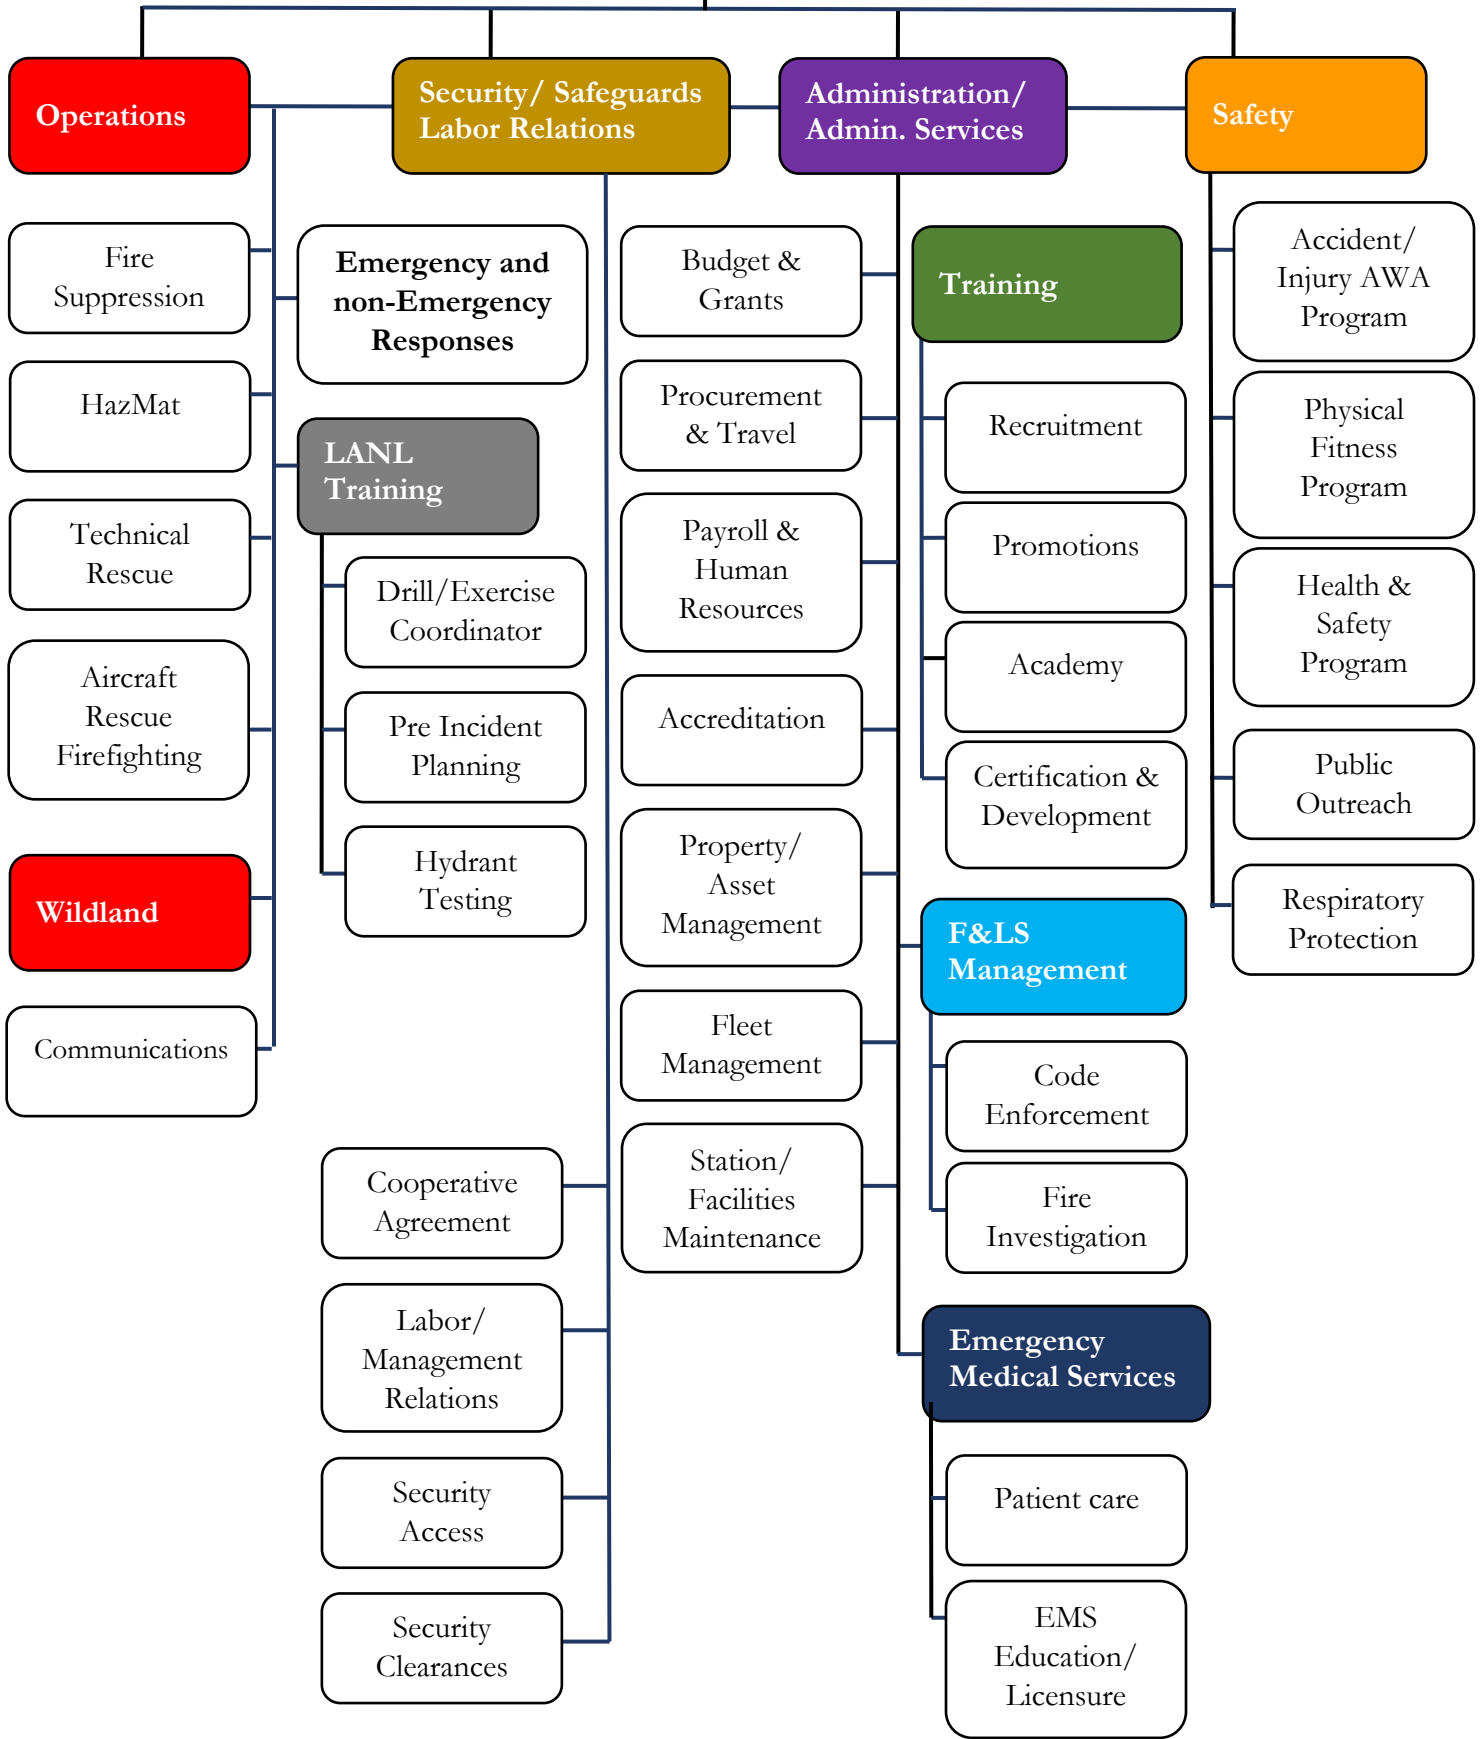 Operations
Security/ Safeguards
Labor Relations
Administration/
Admin. Services
Safety
Fire
Suppression
HazMat
Technical
Rescue
Aircraft
Rescue
Firefighting
Wildland
Communications
Emergency and
non-Emergency
Responses
LANL
Training
Drill/Exercise
Coordinator
Pre Incident
Planning
Hydrant
Testing
Cooperative
Agreement
Labor/
Management
Relations
Security
Access
Security
Clearances
Budget &
Grants
Procurement
& Travel
Payroll &
Human
Resources
Accreditation
Property/
Asset
Management
Fleet
Management
Station/
Facilities
Maintenance
Training
Recruitment
Promotions
Academy
Certification &
Development
F&LS
Management
Code
Enforcement
Fire
Investigation
Emergency
Medical Services
Patient care
EMS
Education/
Licensure
Accident/
Injury AWA
Program
Physical
Fitness
Program
Health &
Safety
Program
Public
Outreach
Respiratory
Protection